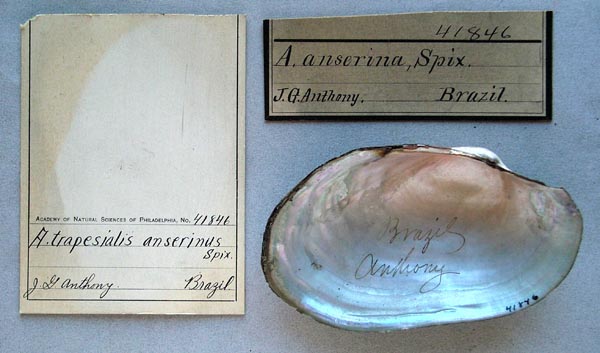 ACADEMY OF NATURAL SCIENCES OF PHILADELPHIA, No. 41846
A. trapesialis anserinus
Spix.
J G Anthony. Brazil.
41846
A. anserina, Spix.
J. G. Anthony. Brazil.
Brazil
Anthony
41846